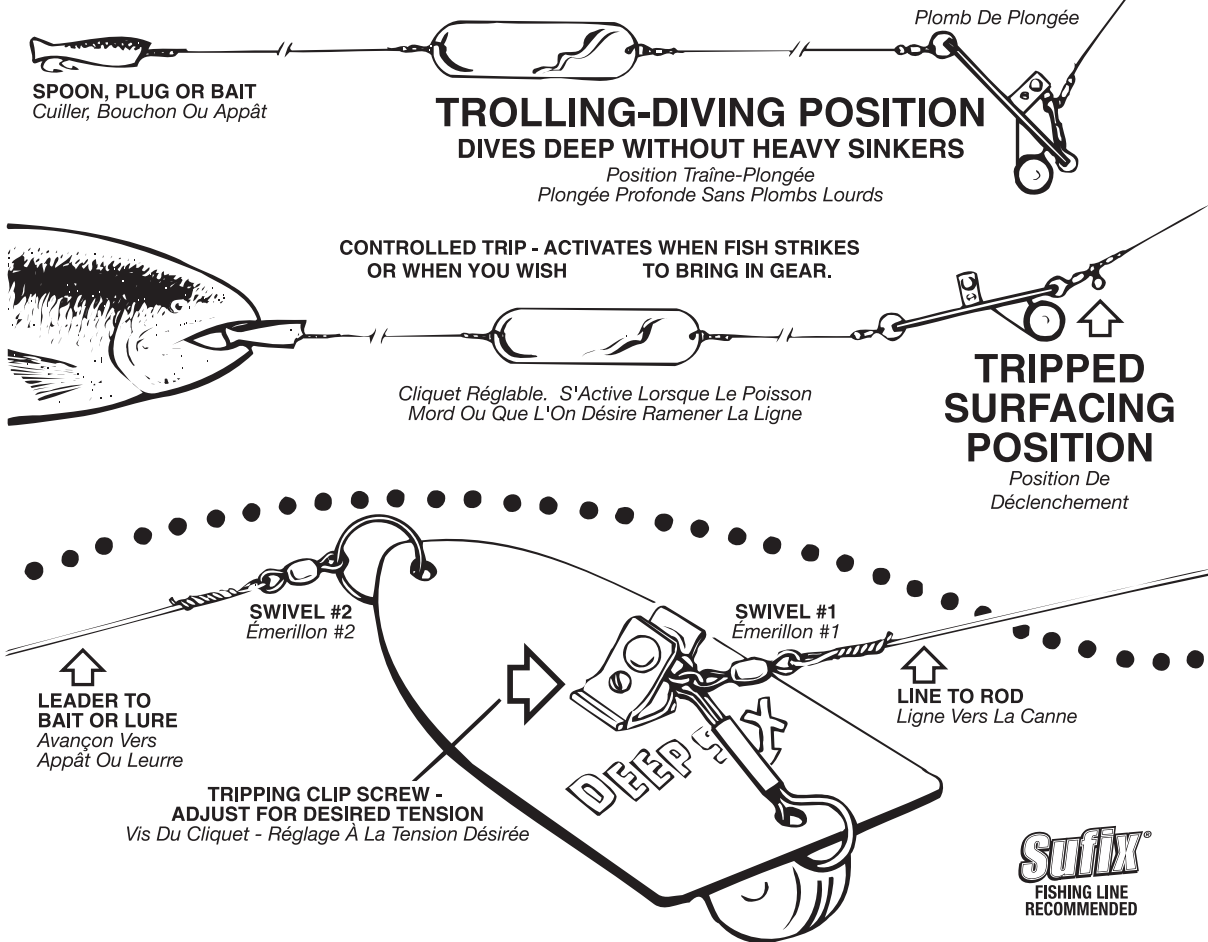 Plomb De Plongée
SPOON, PLUG OR BAIT
Cuiller, Bouchon Ou Appât
TROLLING-DIVING POSITION
DIVES DEEP WITHOUT HEAVY SINKERS
Position Traîne-Plongée
Plongée Profonde Sans Plombs Lourds
CONTROLLED TRIP - ACTIVATES WHEN FISH STRIKES
OR WHEN YOU WISH TO BRING IN GEAR.
Cliquet Réglable. S'Active Lorsque Le Poisson
Mord Ou Que L'On Désire Ramener La Ligne
TRIPPED
SURFACING
POSITION
Position De
Déclenchement
SWIVEL #2
Émerillon #2
SWIVEL #1
Émerillon #1
LEADER TO
BAIT OR LURE
Avançon Vers
Appât Ou Leurre
LINE TO ROD
Ligne Vers La Canne
DEEP SIX
TRIPPING CLIP SCREW -
ADJUST FOR DESIRED TENSION
Vis Du Cliquet - Réglage À La Tension Désirée
Sufix®
FISHING LINE
RECOMMENDED